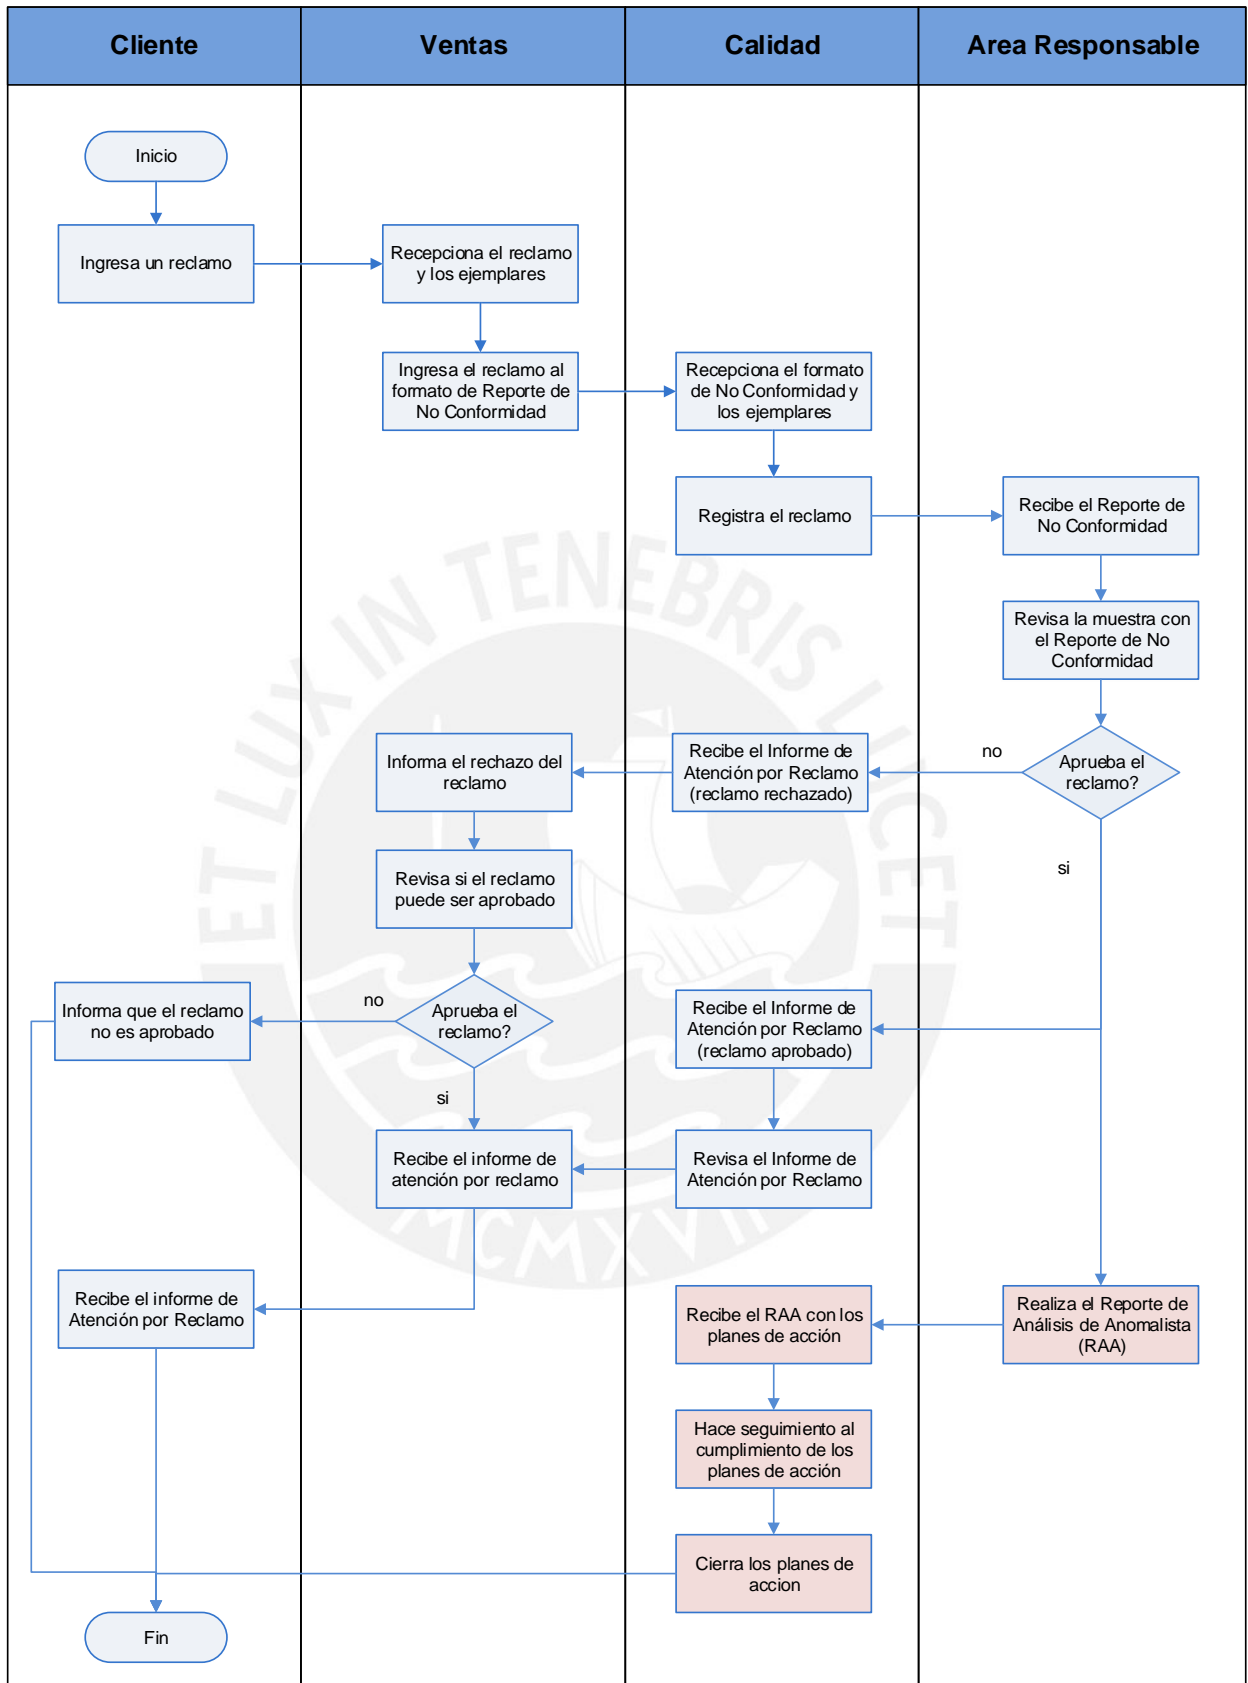 Cliente
Ventas
Calidad
Area Responsable
Inicio
Ingresa un reclamo
Recepciona el reclamo
y los ejemplares
Ingresa el reclamo al
formato de Reporte de
No Conformidad
Recepciona el formato
de No Conformidad y
los ejemplares
Registra el reclamo
Recibe el Reporte de
No Conformidad
Revisa la muestra con
el Reporte de No
Conformidad
Aprueba el
reclamo?
no
si
Recibe el Informe de
Atención por Reclamo
(reclamo rechazado)
Informa el rechazo del
reclamo
Revisa si el reclamo
puede ser aprobado
Aprueba el
reclamo?
no
si
Informa que el reclamo
no es aprobado
Recibe el Informe de
Atención por Reclamo
(reclamo aprobado)
Revisa el Informe de
Atención por Reclamo
Recibe el informe de
atención por reclamo
Recibe el informe de
Atención por Reclamo
Realiza el Reporte de
Análisis de Anomalista
(RAA)
Recibe el RAA con los
planes de acción
Hace seguimiento al
cumplimiento de los
planes de acción
Cierra los planes de
accion
Fin
ET LUX IN TENEBRIS LUCET
MCMXVII